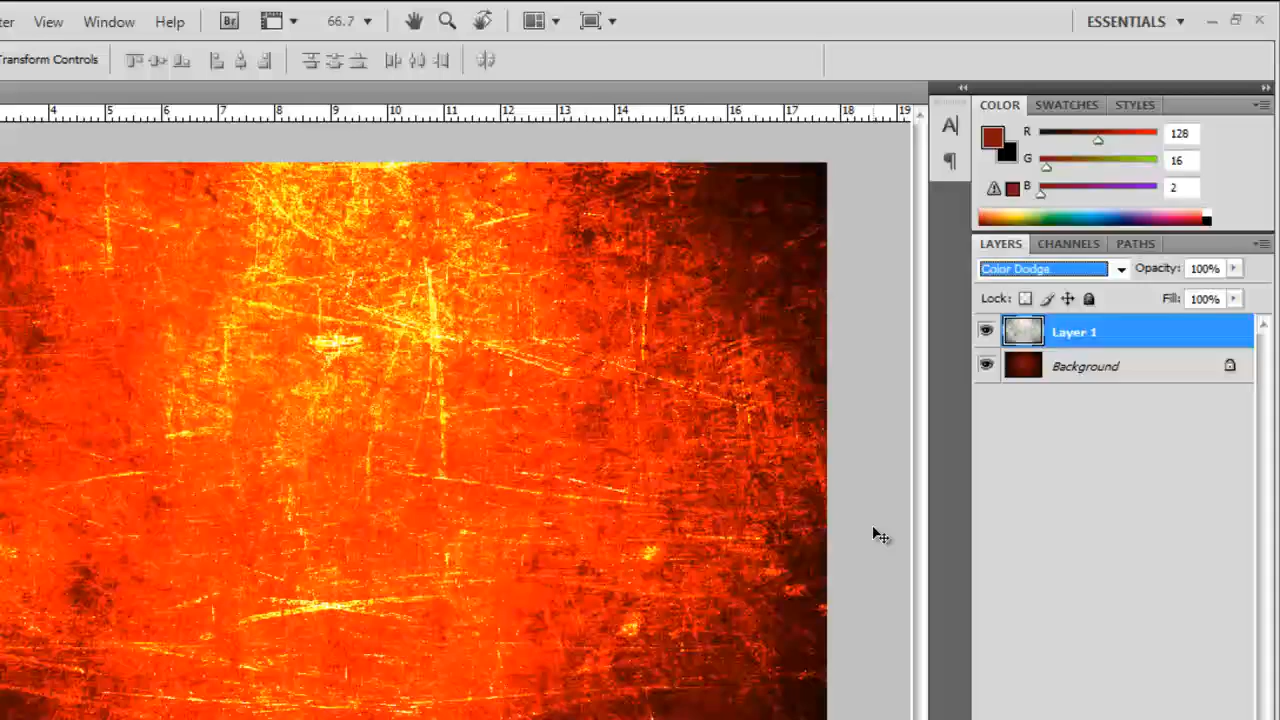 ter View Window Help Br 66.7 ESSENTIALS
Transform Controls
4 5 6 7 8 9 10 11 12 13 14 15 16 17 18 19
COLOR SWATCHES STYLES
A
R 128
G 16
B 2
LAYERS CHANNELS PATHS
Color Dodge Opacity: 100%
Lock: Fill: 100%
Layer 1
Background